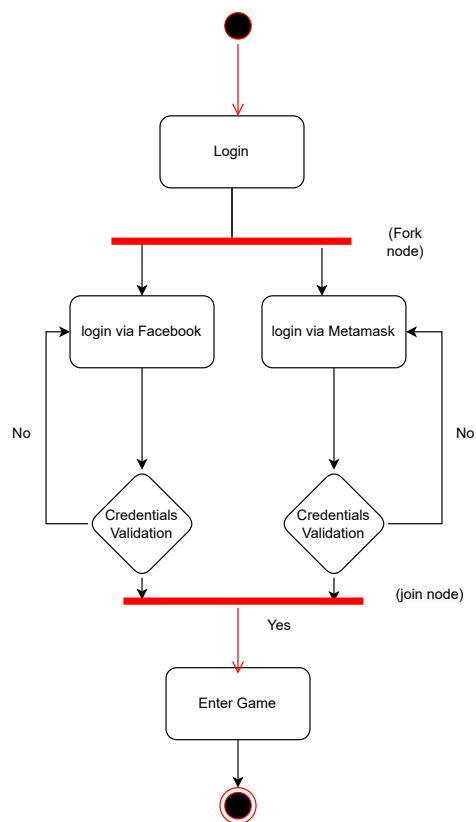 Login
(Fork
node)
login via Facebook
login via Metamask
No
No
Credentials
Validation
Credentials
Validation
(join node)
Yes
Enter Game